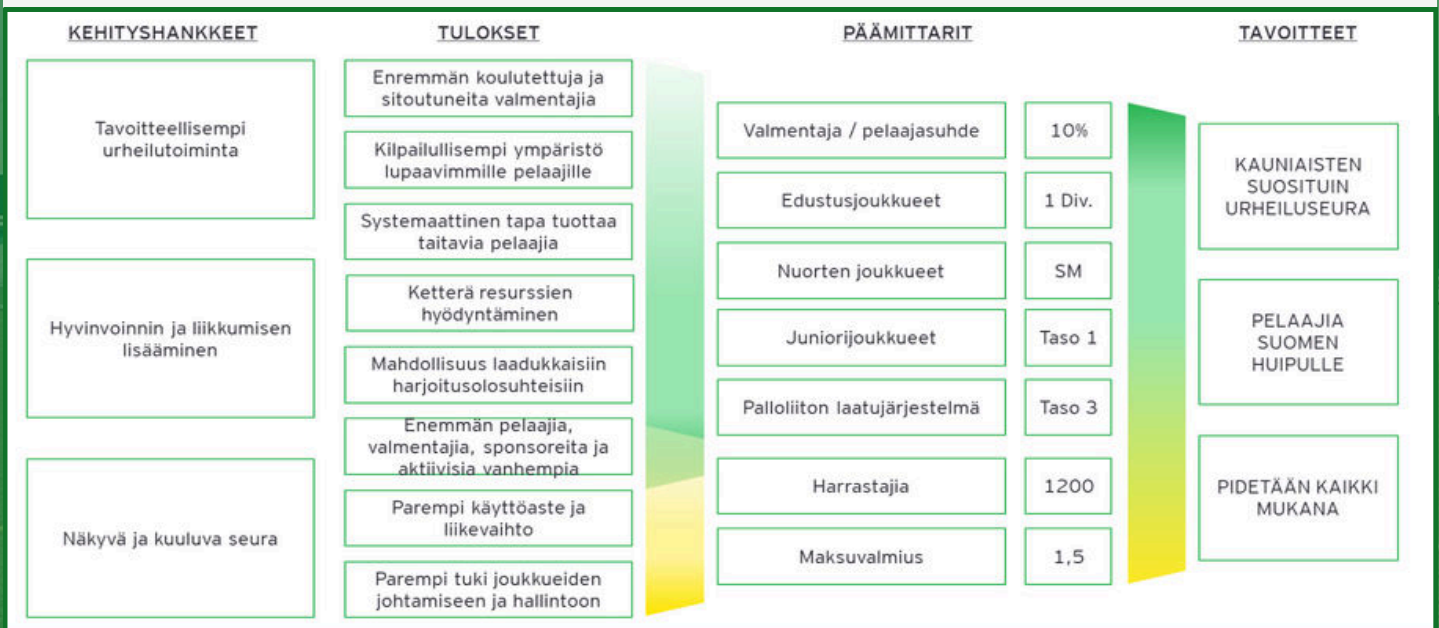 KEHITYSHANKKEET
Tavoitteellisempi
urheilutoiminta
Hyvinvoinnin ja liikkumisen
lisääminen
Näkyvä ja kuuluva seura
TULOKSET
Enremmän koulutettuja ja
sitoutuneita valmentajia
Kilpailullisempi ympäristö
lupaavimmille pelaajille
Systemaattinen tapa tuottaa
taitavia pelaajia
Ketterä resurssien
hyödyntäminen
Mahdollisuus laadukkaisiin
harjoitusolosuhteisiin
Enemmän pelaajia,
valmentajia, sponsoreita ja
aktiivisia vanhempia
Parempi käyttöaste ja
liikevaihto
Parempi tuki joukkueiden
johtamiseen ja hallintoon
PÄÄMITTARIT
Valmentaja / pelaajasuhde 10%
Edustusjoukkueet 1 Div.
Nuorten joukkueet SM
Juniorijoukkueet Taso 1
Palloliiton laatujärjestelmä Taso 3
Harrastajia 1200
Maksuvalmius 1,5
TAVOITTEET
KAUNIAISTEN
SUOSITUIN
URHEILUSEURA
PELAAJIA
SUOMEN
HUIPULLE
PIDETÄÄN KAIKKI
MUKANA